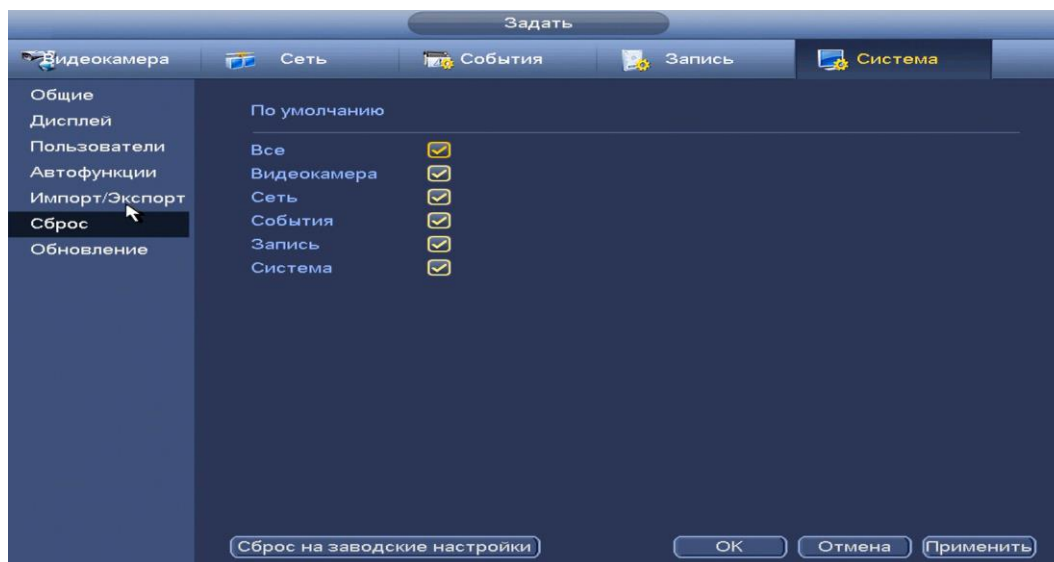 Задать
Видеокамера Сеть События Запись Система
Общие
Дисплей
Пользователи
Автофункции
Импорт/Экспорт
Сброс
Обновление
По умолчанию
Все
Видеокамера
Сеть
События
Запись
Система
Сброс на заводские настройки OK Отмена Применить